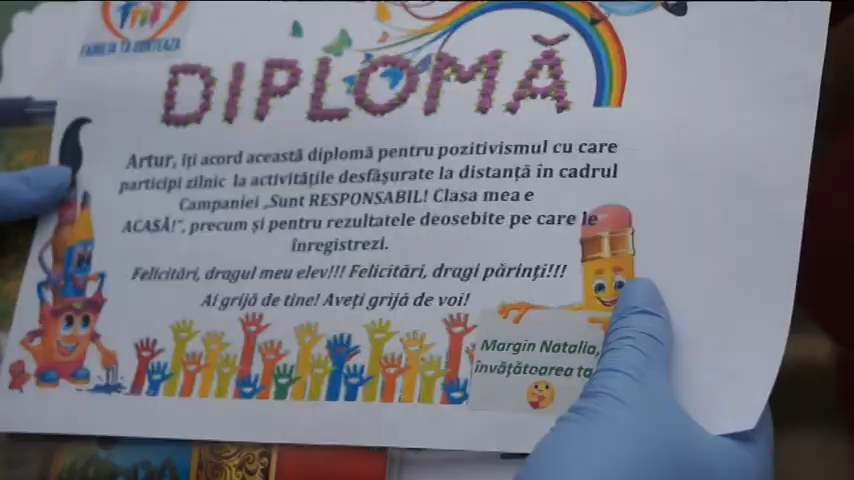 FAMILIA TA CONTEAZĂ
DIPLOMĂ
Artur, îți acord această diplomă pentru pozitivismul cu care
participi zilnic la activitățile desfășurate la distanță în cadrul
Campaniei „Sunt RESPONSABIL! Clasa mea e
ACASĂ!", precum și pentru rezultatele deosebite pe care le
înregistrezi.
Felicitări, dragul meu elev!!! Felicitări, dragi părinți!!!
Ai grijă de tine! Aveți grijă de voi!
Margin Natalia,
învățătoarea ta